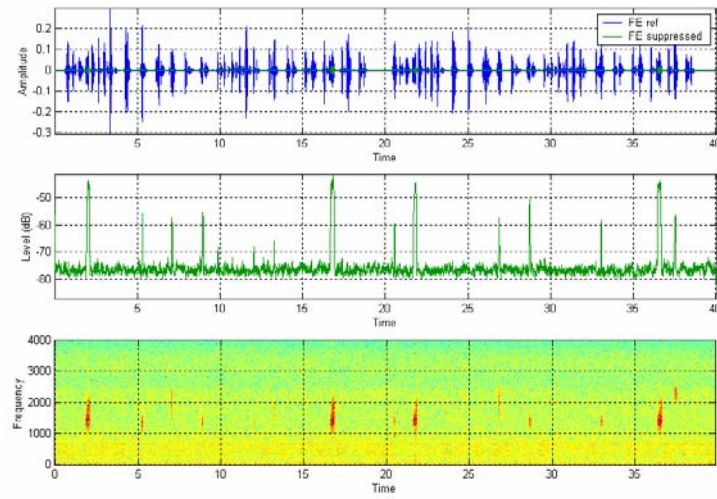 FE ref
FE suppressed
0.2
0.1
0
-0.1
-0.2
-0.3
Amplitude
5 10 15 20 25 30 35 40
Time
-50
-60
-70
-80
Level (dB)
5 10 15 20 25 30 35 40
Time
4000
3000
2000
1000
0
Frequency
0 5 10 15 20 25 30 35
Time